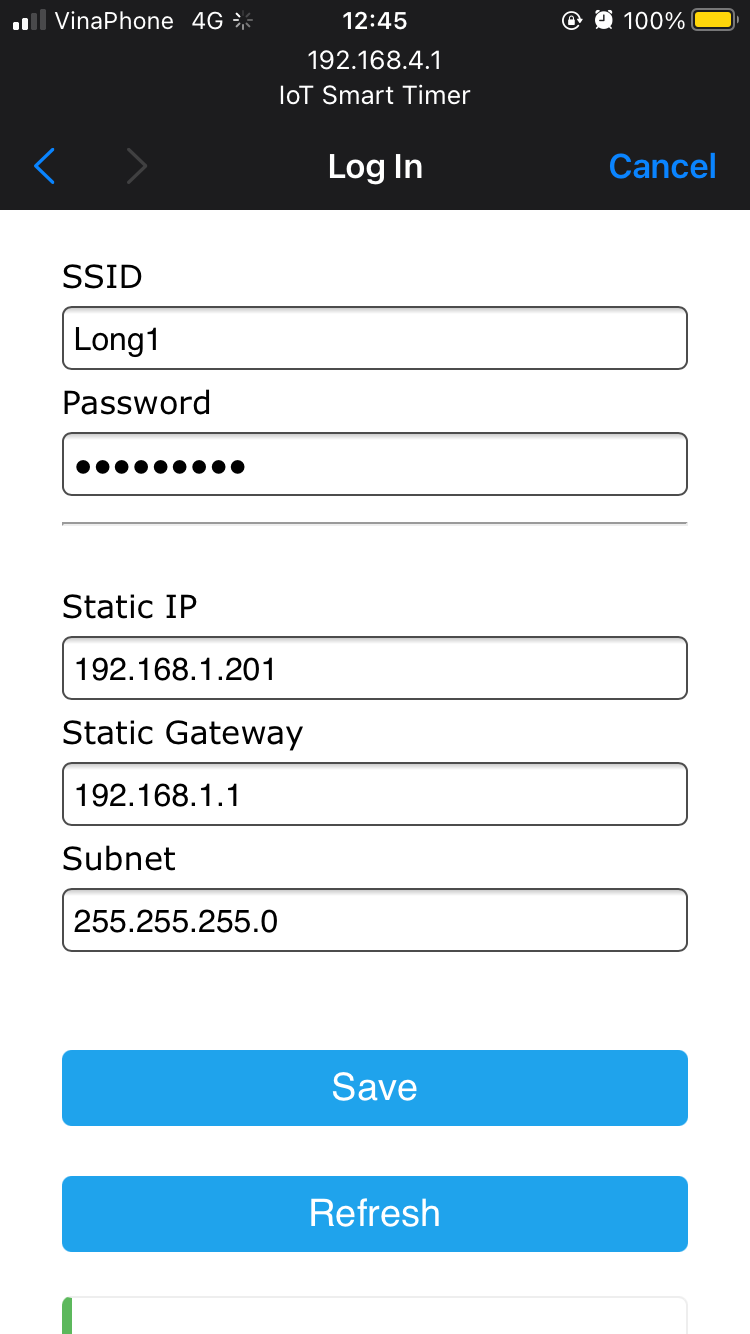 VinaPhone 4G 12:45 100%
192.168.4.1
IoT Smart Timer
Log In Cancel
SSID
Long1
Password
•••••••••
Static IP
192.168.1.201
Static Gateway
192.168.1.1
Subnet
255.255.255.0
Save
Refresh